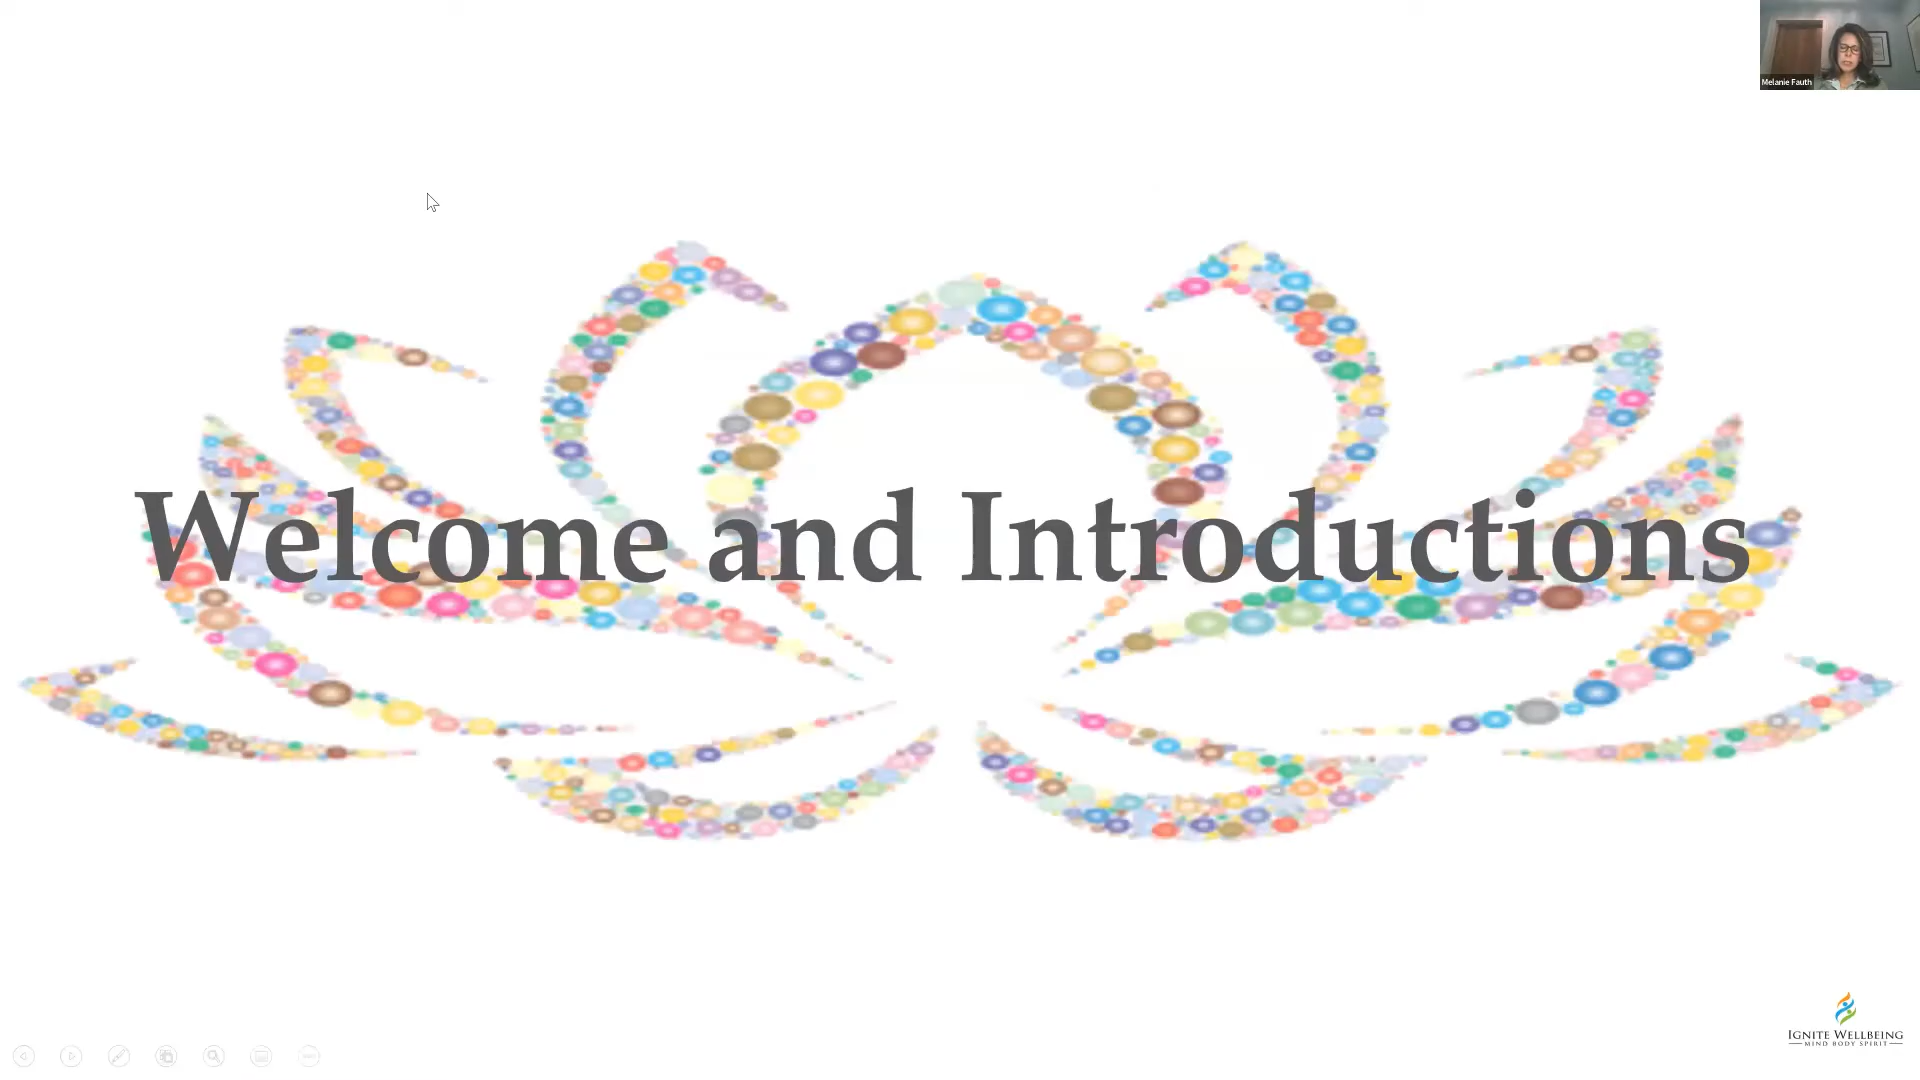 Melanie Fauth
Welcome and Introductions
IGNITE WELLBEING
MIND BODY SPIRIT